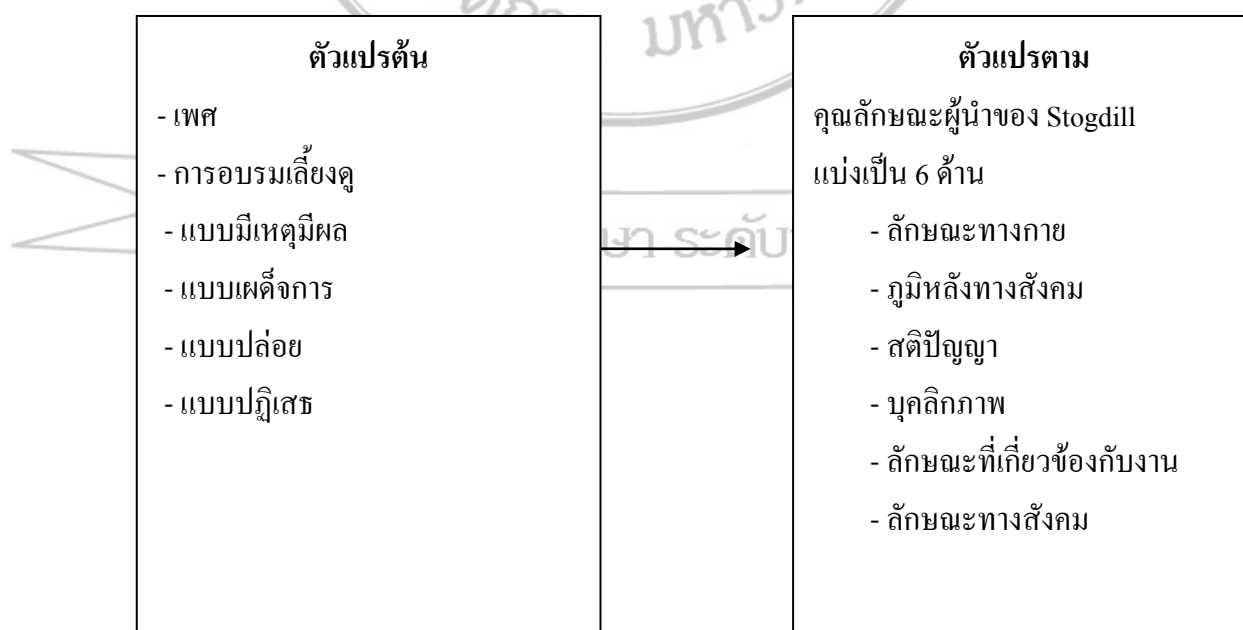 ตัวแปรต้น
- เพศ
- การอบรมเลี้ยงดู
- แบบมีเหตุมีผล
- แบบเผด็จการ
- แบบปล่อย
- แบบปฏิเสธ
ตัวแปรตาม
คุณลักษณะผู้นำของ Stogdill
แบ่งเป็น 6 ด้าน
- ลักษณะทางกาย
- ภูมิหลังทางสังคม
- สติปัญญา
- บุคลิกภาพ
- ลักษณะที่เกี่ยวข้องกับงาน
- ลักษณะทางสังคม
ระดับ